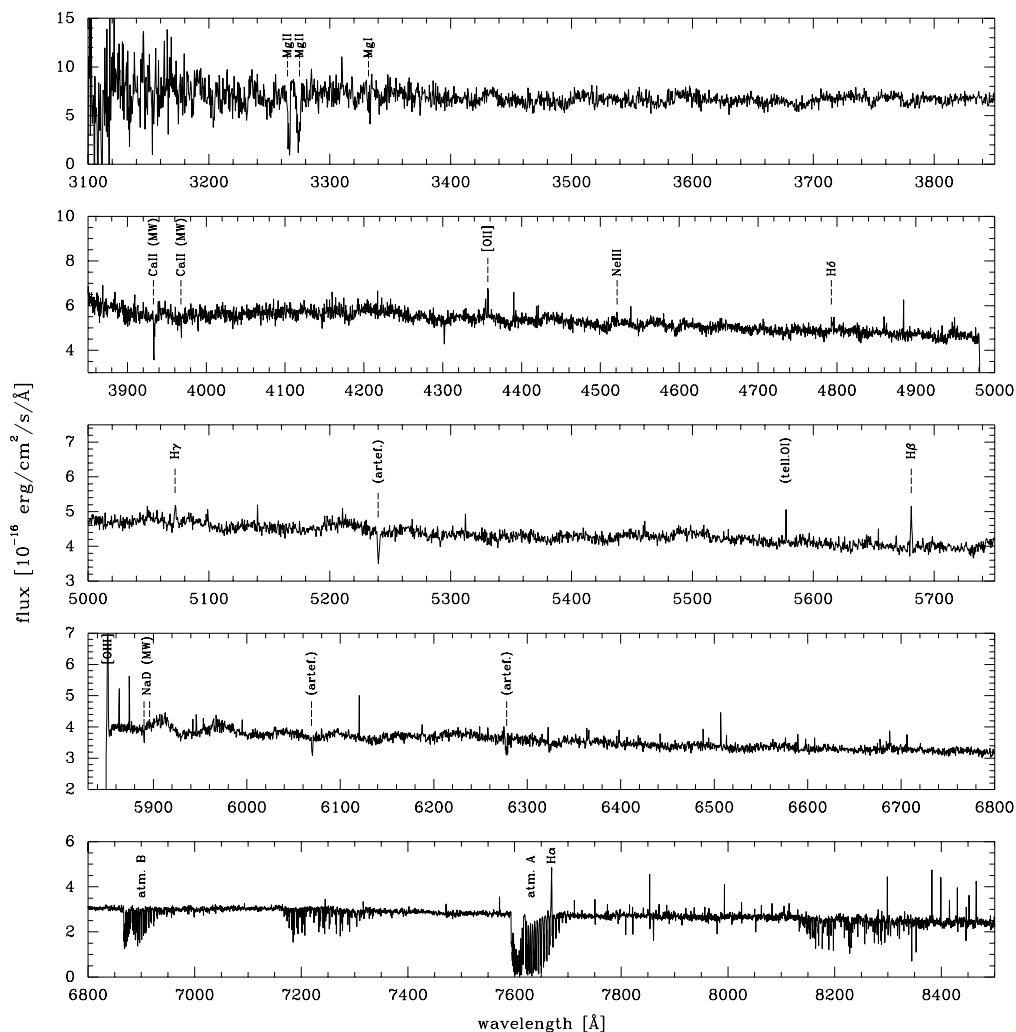 MgII MgII MgI
15
10
5
0
3100 3200 3300 3400 3500 3600 3700 3800
CaII (MW) CaII (MW) [OII] NeIII Hδ
10
8
6
4
3900 4000 4100 4200 4300 4400 4500 4600 4700 4800 4900 5000
Hγ (artef.) (tell.OI) Hβ
7
6
5
4
3
5000 5100 5200 5300 5400 5500 5600 5700
flux [10⁻¹⁶ erg/cm²/s/Å]
[OIII] NaD (MW) (artef.) (artef.)
7
6
5
4
3
2
5900 6000 6100 6200 6300 6400 6500 6600 6700 6800
atm. B atm. A Hα
6
4
2
0
6800 7000 7200 7400 7600 7800 8000 8200 8400
wavelength [Å]